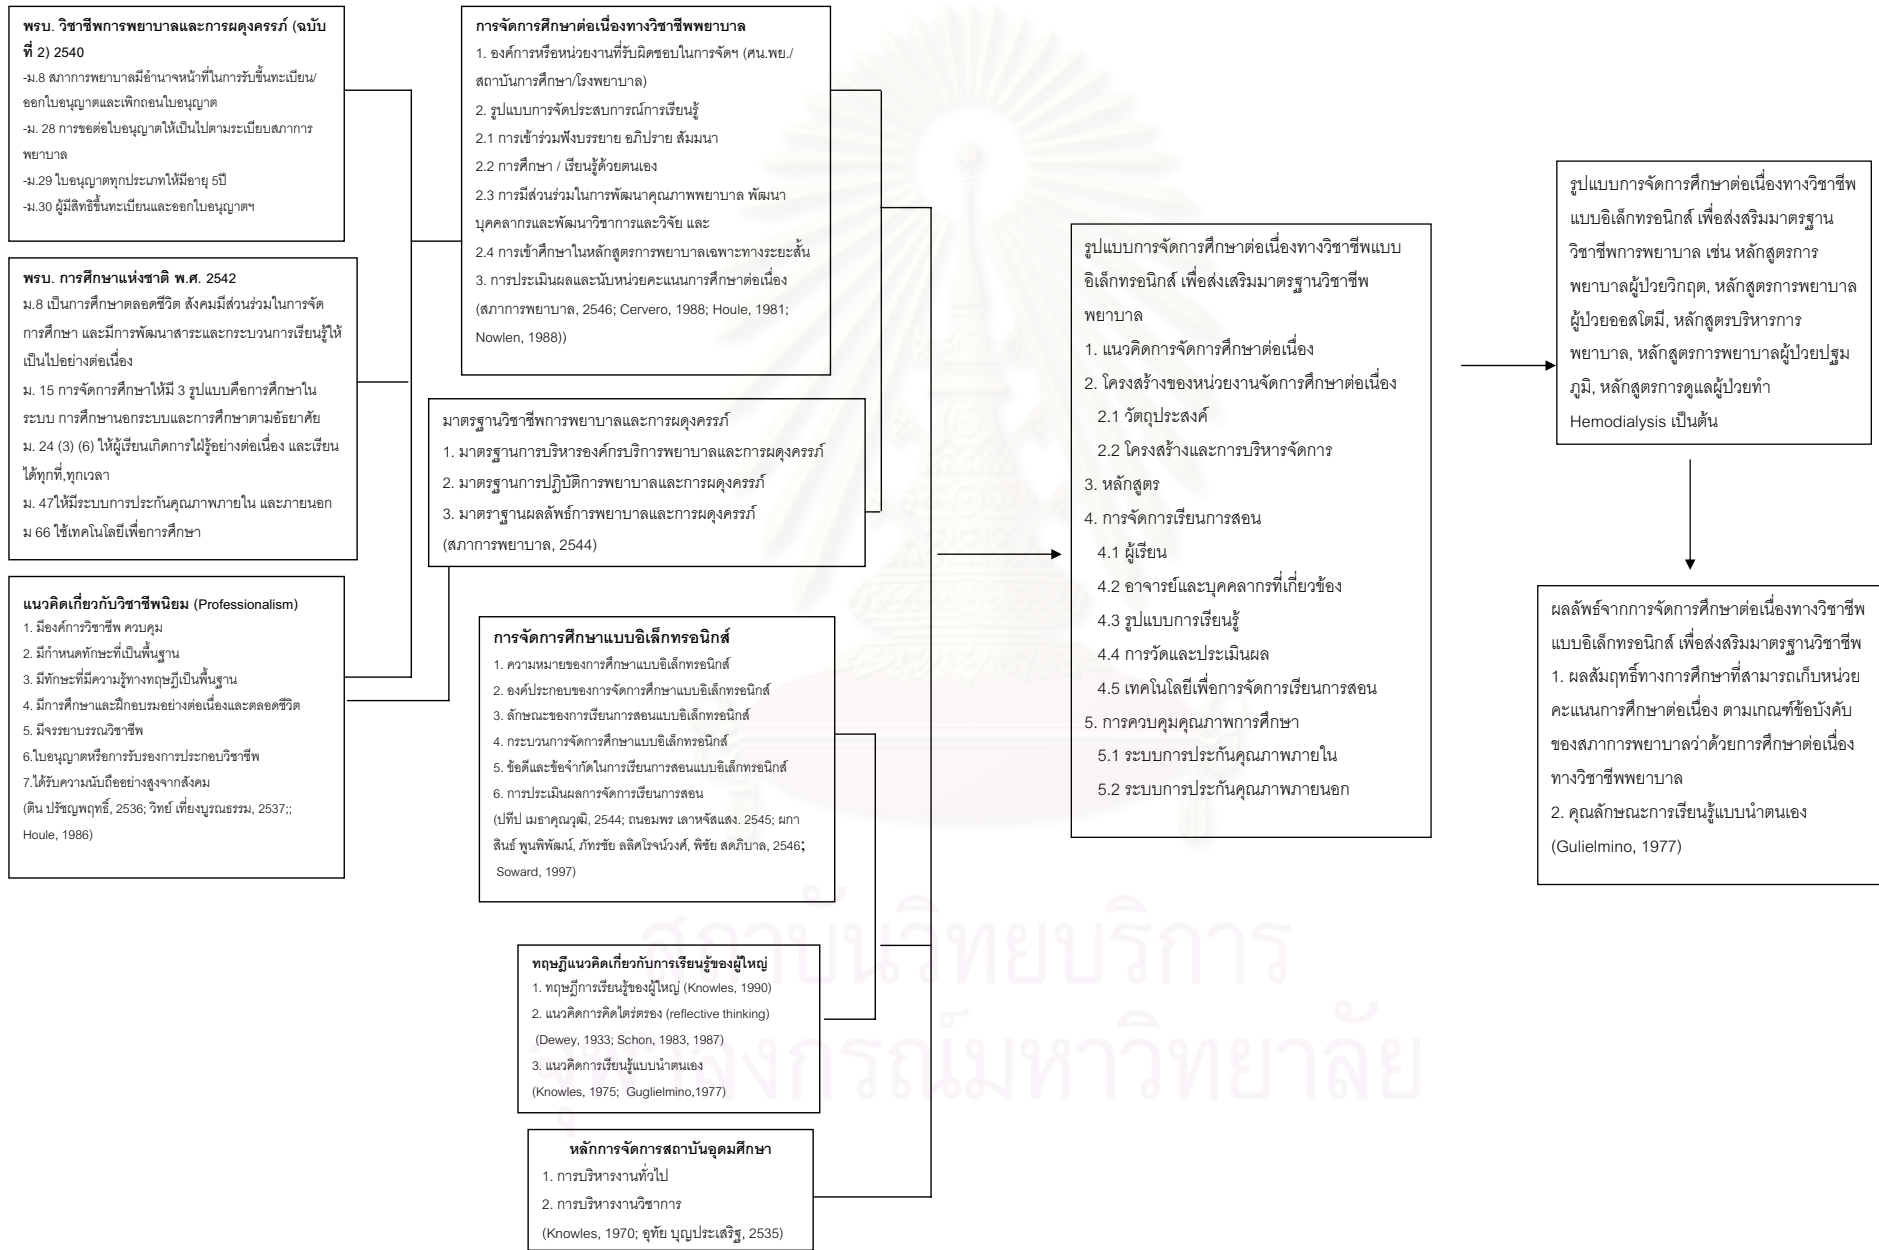 พรบ. วิชาชีพการพยาบาลและการผดุงครรภ์ (ฉบับ
ที่ 2) 2540
-ม.8 สภาการพยาบาลมีอำนาจหน้าที่ในการรับขึ้นทะเบียน/
ออกใบอนุญาตและเพิกถอนใบอนุญาต
-ม. 28 การขอต่อใบอนุญาตให้เป็นไปตามระเบียบสภาการ
พยาบาล
-ม.29 ใบอนุญาตทุกประเภทให้มีอายุ 5ปี
-ม.30 ผู้มีสิทธิขึ้นทะเบียนและออกใบอนุญาตฯ
พรบ. การศึกษาแห่งชาติ พ.ศ. 2542
ม.8 เป็นการศึกษาตลอดชีวิต สังคมมีส่วนร่วมในการจัด
การศึกษา และมีการพัฒนาสาระและกระบวนการเรียนรู้ให้
เป็นไปอย่างต่อเนื่อง
ม. 15 การจัดการศึกษาให้มี 3 รูปแบบคือการศึกษาใน
ระบบ การศึกษานอกระบบและการศึกษาตามอัธยาศัย
ม. 24 (3) (6) ให้ผู้เรียนเกิดการใฝ่รู้อย่างต่อเนื่อง และเรียน
ได้ทุกที่,ทุกเวลา
ม. 47ให้มีระบบการประกันคุณภาพภายใน และภายนอก
ม 66 ใช้เทคโนโลยีเพื่อการศึกษา
แนวคิดเกี่ยวกับวิชาชีพนิยม (Professionalism)
1. มีองค์การวิชาชีพ ควบคุม
2. มีกำหนดทักษะที่เป็นพื้นฐาน
3. มีทักษะที่มีความรู้ทางทฤษฎีเป็นพื้นฐาน
4. มีการศึกษาและฝึกอบรมอย่างต่อเนื่องและตลอดชีวิต
5. มีจรรยาบรรณวิชาชีพ
6.ใบอนุญาตหรือการรับรองการประกอบวิชาชีพ
7.ได้รับความนับถืออย่างสูงจากสังคม
(ติน ปรัชญพฤทธิ์, 2536; วิทย์ เที่ยงบูรณธรรม, 2537;;
Houle, 1986)
การจัดการศึกษาต่อเนื่องทางวิชาชีพพยาบาล
1. องค์การหรือหน่วยงานที่รับผิดชอบในการจัดฯ (ศน.พย./
สถาบันการศึกษา/โรงพยาบาล)
2. รูปแบบการจัดประสบการณ์การเรียนรู้
2.1 การเข้าร่วมฟังบรรยาย อภิปราย สัมมนา
2.2 การศึกษา / เรียนรู้ด้วยตนเอง
2.3 การมีส่วนร่วมในการพัฒนาคุณภาพพยาบาล พัฒนา
บุคคลากรและพัฒนาวิชาการและวิจัย และ
2.4 การเข้าศึกษาในหลักสูตรการพยาบาลเฉพาะทางระยะสั้น
3. การประเมินผลและนับหน่วยคะแนนการศึกษาต่อเนื่อง
(สภาการพยาบาล, 2546; Cervero, 1988; Houle, 1981;
Nowlen, 1988))
มาตรฐานวิชาชีพการพยาบาลและการผดุงครรภ์
1. มาตรฐานการบริหารองค์กรบริการพยาบาลและการผดุงครรภ์
2. มาตรฐานการปฏิบัติการพยาบาลและการผดุงครรภ์
3. มาตราฐานผลลัพธ์การพยาบาลและการผดุงครรภ์
(สภาการพยาบาล, 2544)
การจัดการศึกษาแบบอิเล็กทรอนิกส์
1. ความหมายของการศึกษาแบบอิเล็กทรอนิกส์
2. องค์ประกอบของการจัดการศึกษาแบบอิเล็กทรอนิกส์
3. ลักษณะของการเรียนการสอนแบบอิเล็กทรอนิกส์
4. กระบวนการจัดการศึกษาแบบอิเล็กทรอนิกส์
5. ข้อดีและข้อจำกัดในการเรียนการสอนแบบอิเล็กทรอนิกส์
6. การประเมินผลการจัดการเรียนการสอน
(ปทีป เมธาคุณวุฒิ, 2544; ถนอมพร เลาหจัสแสง. 2545; ผกา
สินธ์ พูนพิพัฒน์, ภัทรชัย ลลิศโรจน์วงศ์, พิชัย สดภิบาล, 2546;
Soward, 1997)
ทฤษฎีแนวคิดเกี่ยวกับการเรียนรู้ของผู้ใหญ่
1. ทฤษฎีการเรียนรู้ของผู้ใหญ่ (Knowles, 1990)
2. แนวคิดการคิดไตร่ตรอง (reflective thinking)
(Dewey, 1933; Schon, 1983, 1987)
3. แนวคิดการเรียนรู้แบบนำตนเอง
(Knowles, 1975; Guglielmino,1977)
หลักการจัดการสถาบันอุดมศึกษา
1. การบริหารงานทั่วไป
2. การบริหารงานวิชาการ
(Knowles, 1970; อุทัย บุญประเสริฐ, 2535)
รูปแบบการจัดการศึกษาต่อเนื่องทางวิชาชีพแบบ
อิเล็กทรอนิกส์ เพื่อส่งเสริมมาตรฐานวิชาชีพ
พยาบาล
1. แนวคิดการจัดการศึกษาต่อเนื่อง
2. โครงสร้างของหน่วยงานจัดการศึกษาต่อเนื่อง
2.1 วัตถุประสงค์
2.2 โครงสร้างและการบริหารจัดการ
3. หลักสูตร
4. การจัดการเรียนการสอน
4.1 ผู้เรียน
4.2 อาจารย์และบุคคลากรที่เกี่ยวข้อง
4.3 รูปแบบการเรียนรู้
4.4 การวัดและประเมินผล
4.5 เทคโนโลยีเพื่อการจัดการเรียนการสอน
5. การควบคุมคุณภาพการศึกษา
5.1 ระบบการประกันคุณภาพภายใน
5.2 ระบบการประกันคุณภาพภายนอก
รูปแบบการจัดการศึกษาต่อเนื่องทางวิชาชีพ
แบบอิเล็กทรอนิกส์ เพื่อส่งสริมมาตรฐาน
วิชาชีพการพยาบาล เช่น หลักสูตรการ
พยาบาลผู้ป่วยวิกฤต, หลักสูตรการพยาบาล
ผู้ป่วยออสโตมี, หลักสูตรบริหารการ
พยาบาล, หลักสูตรการพยาบาลผู้ป่วยปฐม
ภูมิ, หลักสูตรการดูแลผู้ป่วยทำ
Hemodialysis เป็นต้น
ผลลัพธ์จากการจัดการศึกษาต่อเนื่องทางวิชาชีพ
แบบอิเล็กทรอนิกส์ เพื่อส่งสริมมาตรฐานวิชาชีพ
1. ผลสัมฤทธิ์ทางการศึกษาที่สามารถเก็บหน่วย
คะแนนการศึกษาต่อเนื่อง ตามเกณฑ์ข้อบังคับ
ของสภาการพยาบาลว่าด้วยการศึกษาต่อเนื่อง
ทางวิชาชีพพยาบาล
2. คุณลักษณะการเรียนรู้แบบนำตนเอง
(Gulielmino, 1977)
สถาบันวิทยบริการ
จุฬาลงกรณ์มหาวิทยาลัย